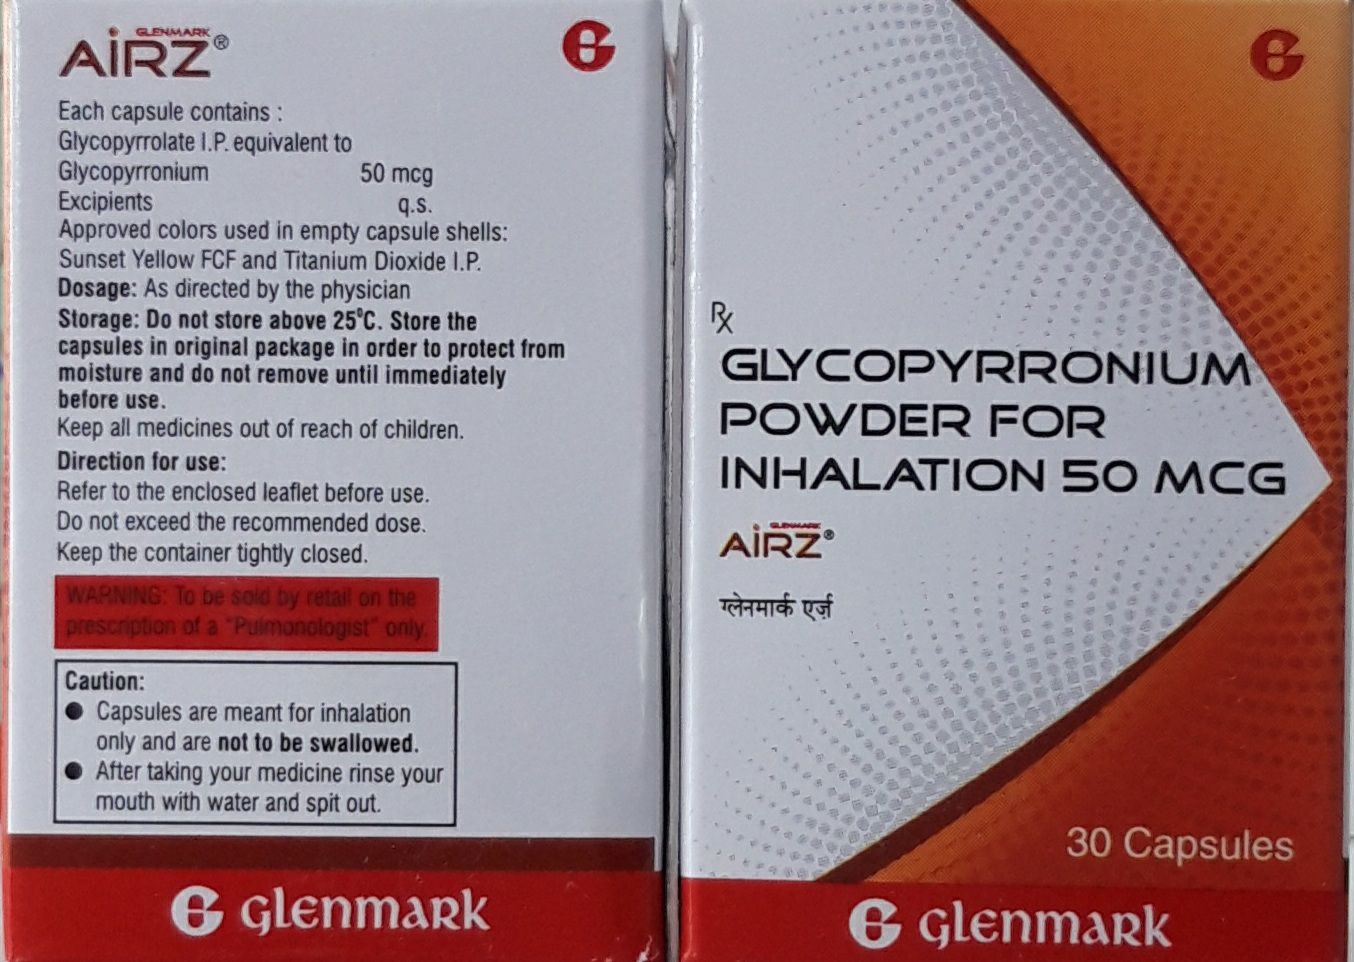 GLENMARK
AiRZ®
Each capsule contains :
Glycopyrrolate I.P. equivalent to
Glycopyrronium 50 mcg
Excipients q.s.
Approved colors used in empty capsule shells:
Sunset Yellow FCF and Titanium Dioxide I.P.
Dosage: As directed by the physician
Storage: Do not store above 25°C. Store the
capsules in original package in order to protect from
moisture and do not remove until immediately
before use.
Keep all medicines out of reach of children.
Direction for use:
Refer to the enclosed leaflet before use.
Do not exceed the recommended dose.
Keep the container tightly closed.
WARNING: To be sold by retail on the
prescription of a "Pulmonologist" only.
Caution:
● Capsules are meant for inhalation
only and are not to be swallowed.
● After taking your medicine rinse your
mouth with water and spit out.
G glenmark
Rx
GLYCOPYRRONIUM
POWDER FOR
INHALATION 50 MCG
GLENMARK
AiRZ®
ग्लेनमार्क एर्ज़
30 Capsules
G glenmark